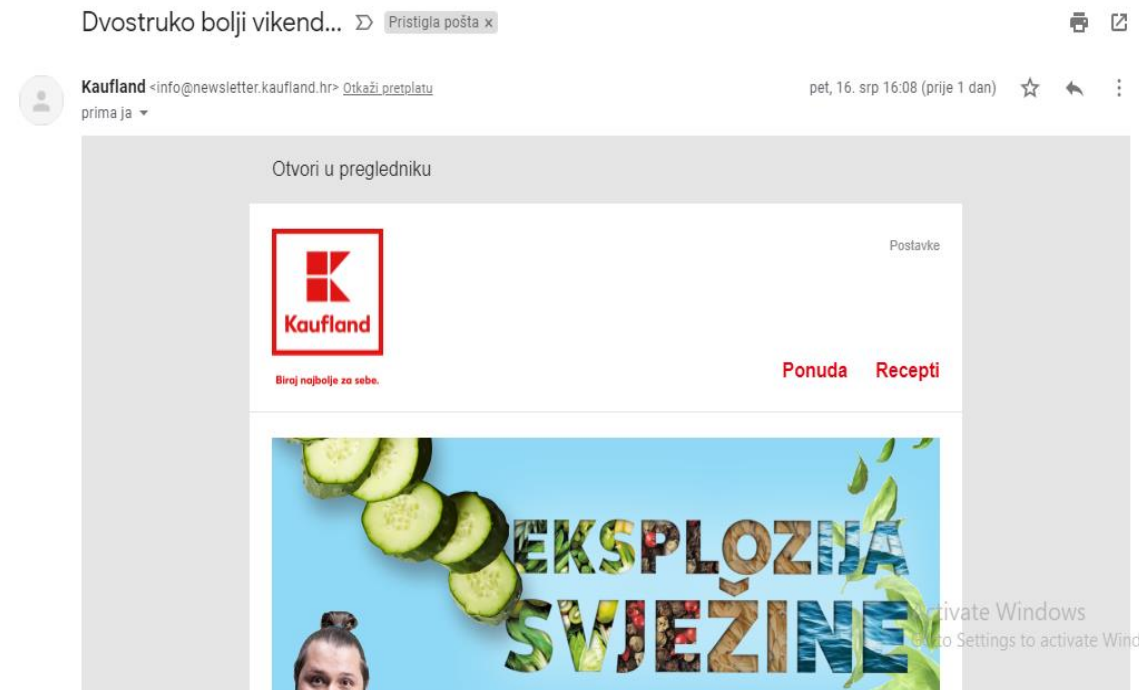 Dvostruko bolji vikend...
Pristigla pošta x
Kaufland <info@newsletter.kaufland.hr> Otkaži pretplatu
pet, 16. srp 16:08 (prije 1 dan)
prima ja
Otvori u pregledniku
Postavke
Kaufland
Biraj najbolje za sebe.
Ponuda Recepti
EKSPLOZIJA
SVJEŽINE
Activate Windows
Go to Settings to activate Wind